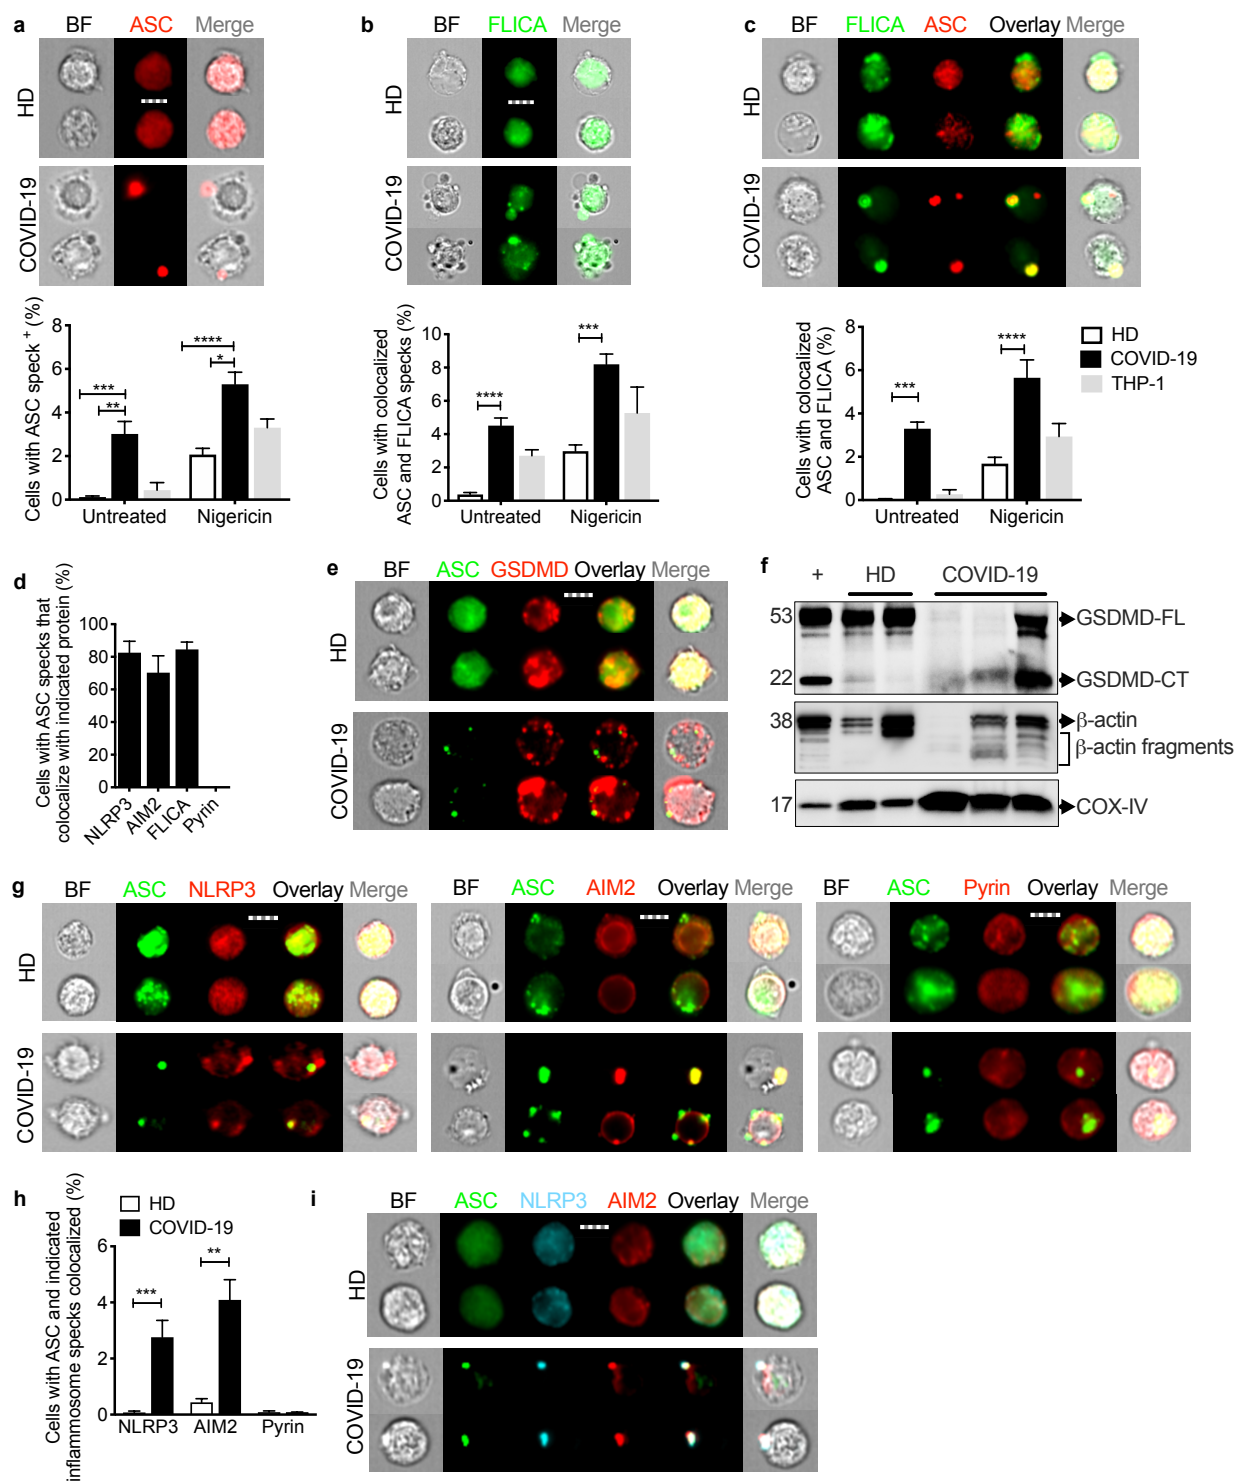 a
BF ASC Merge
HD
COVID-19
Cells with ASC speck + (%)
8
6
4
2
0
****
*
***
**
Untreated Nigericin
b
BF FLICA Merge
HD
COVID-19
Cells with colocalized
ASC and FLICA specks (%)
10
8
6
4
2
0
***
****
Untreated Nigericin
c
BF FLICA ASC Overlay Merge
HD
COVID-19
Cells with colocalized
ASC and FLICA (%)
8
6
4
2
0
****
***
Untreated Nigericin
HD
COVID-19
THP-1
d
Cells with ASC specks that
colocalize with indicated protein (%)
100
80
60
40
20
0
NLRP3 AIM2 FLICA Pyrin
e
BF ASC GSDMD Overlay Merge
HD
COVID-19
f
+ HD COVID-19
53 GSDMD-FL
22 GSDMD-CT
38 β-actin
β-actin fragments
17 COX-IV
g
BF ASC NLRP3 Overlay Merge
BF ASC AIM2 Overlay Merge
BF ASC Pyrin Overlay Merge
HD
COVID-19
h
HD
COVID-19
Cells with ASC and indicated
inflammosome specks colocalized (%)
6
4
2
0
***
**
NLRP3 AIM2 Pyrin
i
BF ASC NLRP3 AIM2 Overlay Merge
HD
COVID-19